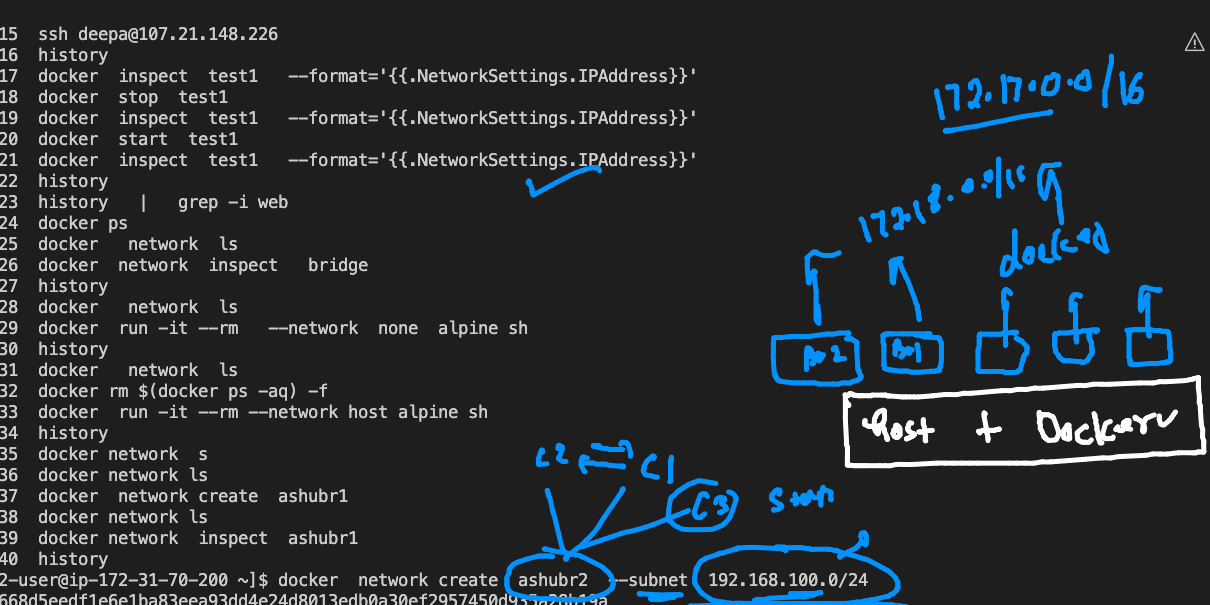 15 ssh deepa@107.21.148.226
16 history
17 docker inspect test1 --format='{{.NetworkSettings.IPAddress}}'
18 docker stop test1
19 docker inspect test1 --format='{{.NetworkSettings.IPAddress}}'
20 docker start test1
21 docker inspect test1 --format='{{.NetworkSettings.IPAddress}}'
22 history
23 history | grep -i web
24 docker ps
25 docker network ls
26 docker network inspect bridge
27 history
28 docker network ls
29 docker run -it --rm --network none alpine sh
30 history
31 docker network ls
32 docker rm $(docker ps -aq) -f
33 docker run -it --rm --network host alpine sh
34 history
35 docker network s
36 docker network ls
37 docker network create ashubr1
38 docker network ls
39 docker network inspect ashubr1
40 history
2-user@ip-172-31-70-200 ~]$ docker network create ashubr2 --subnet 192.168.100.0/24
172.17.0.0/16
172.18.0.0/16
Br2 Br1
Host +
C2 C1
C3